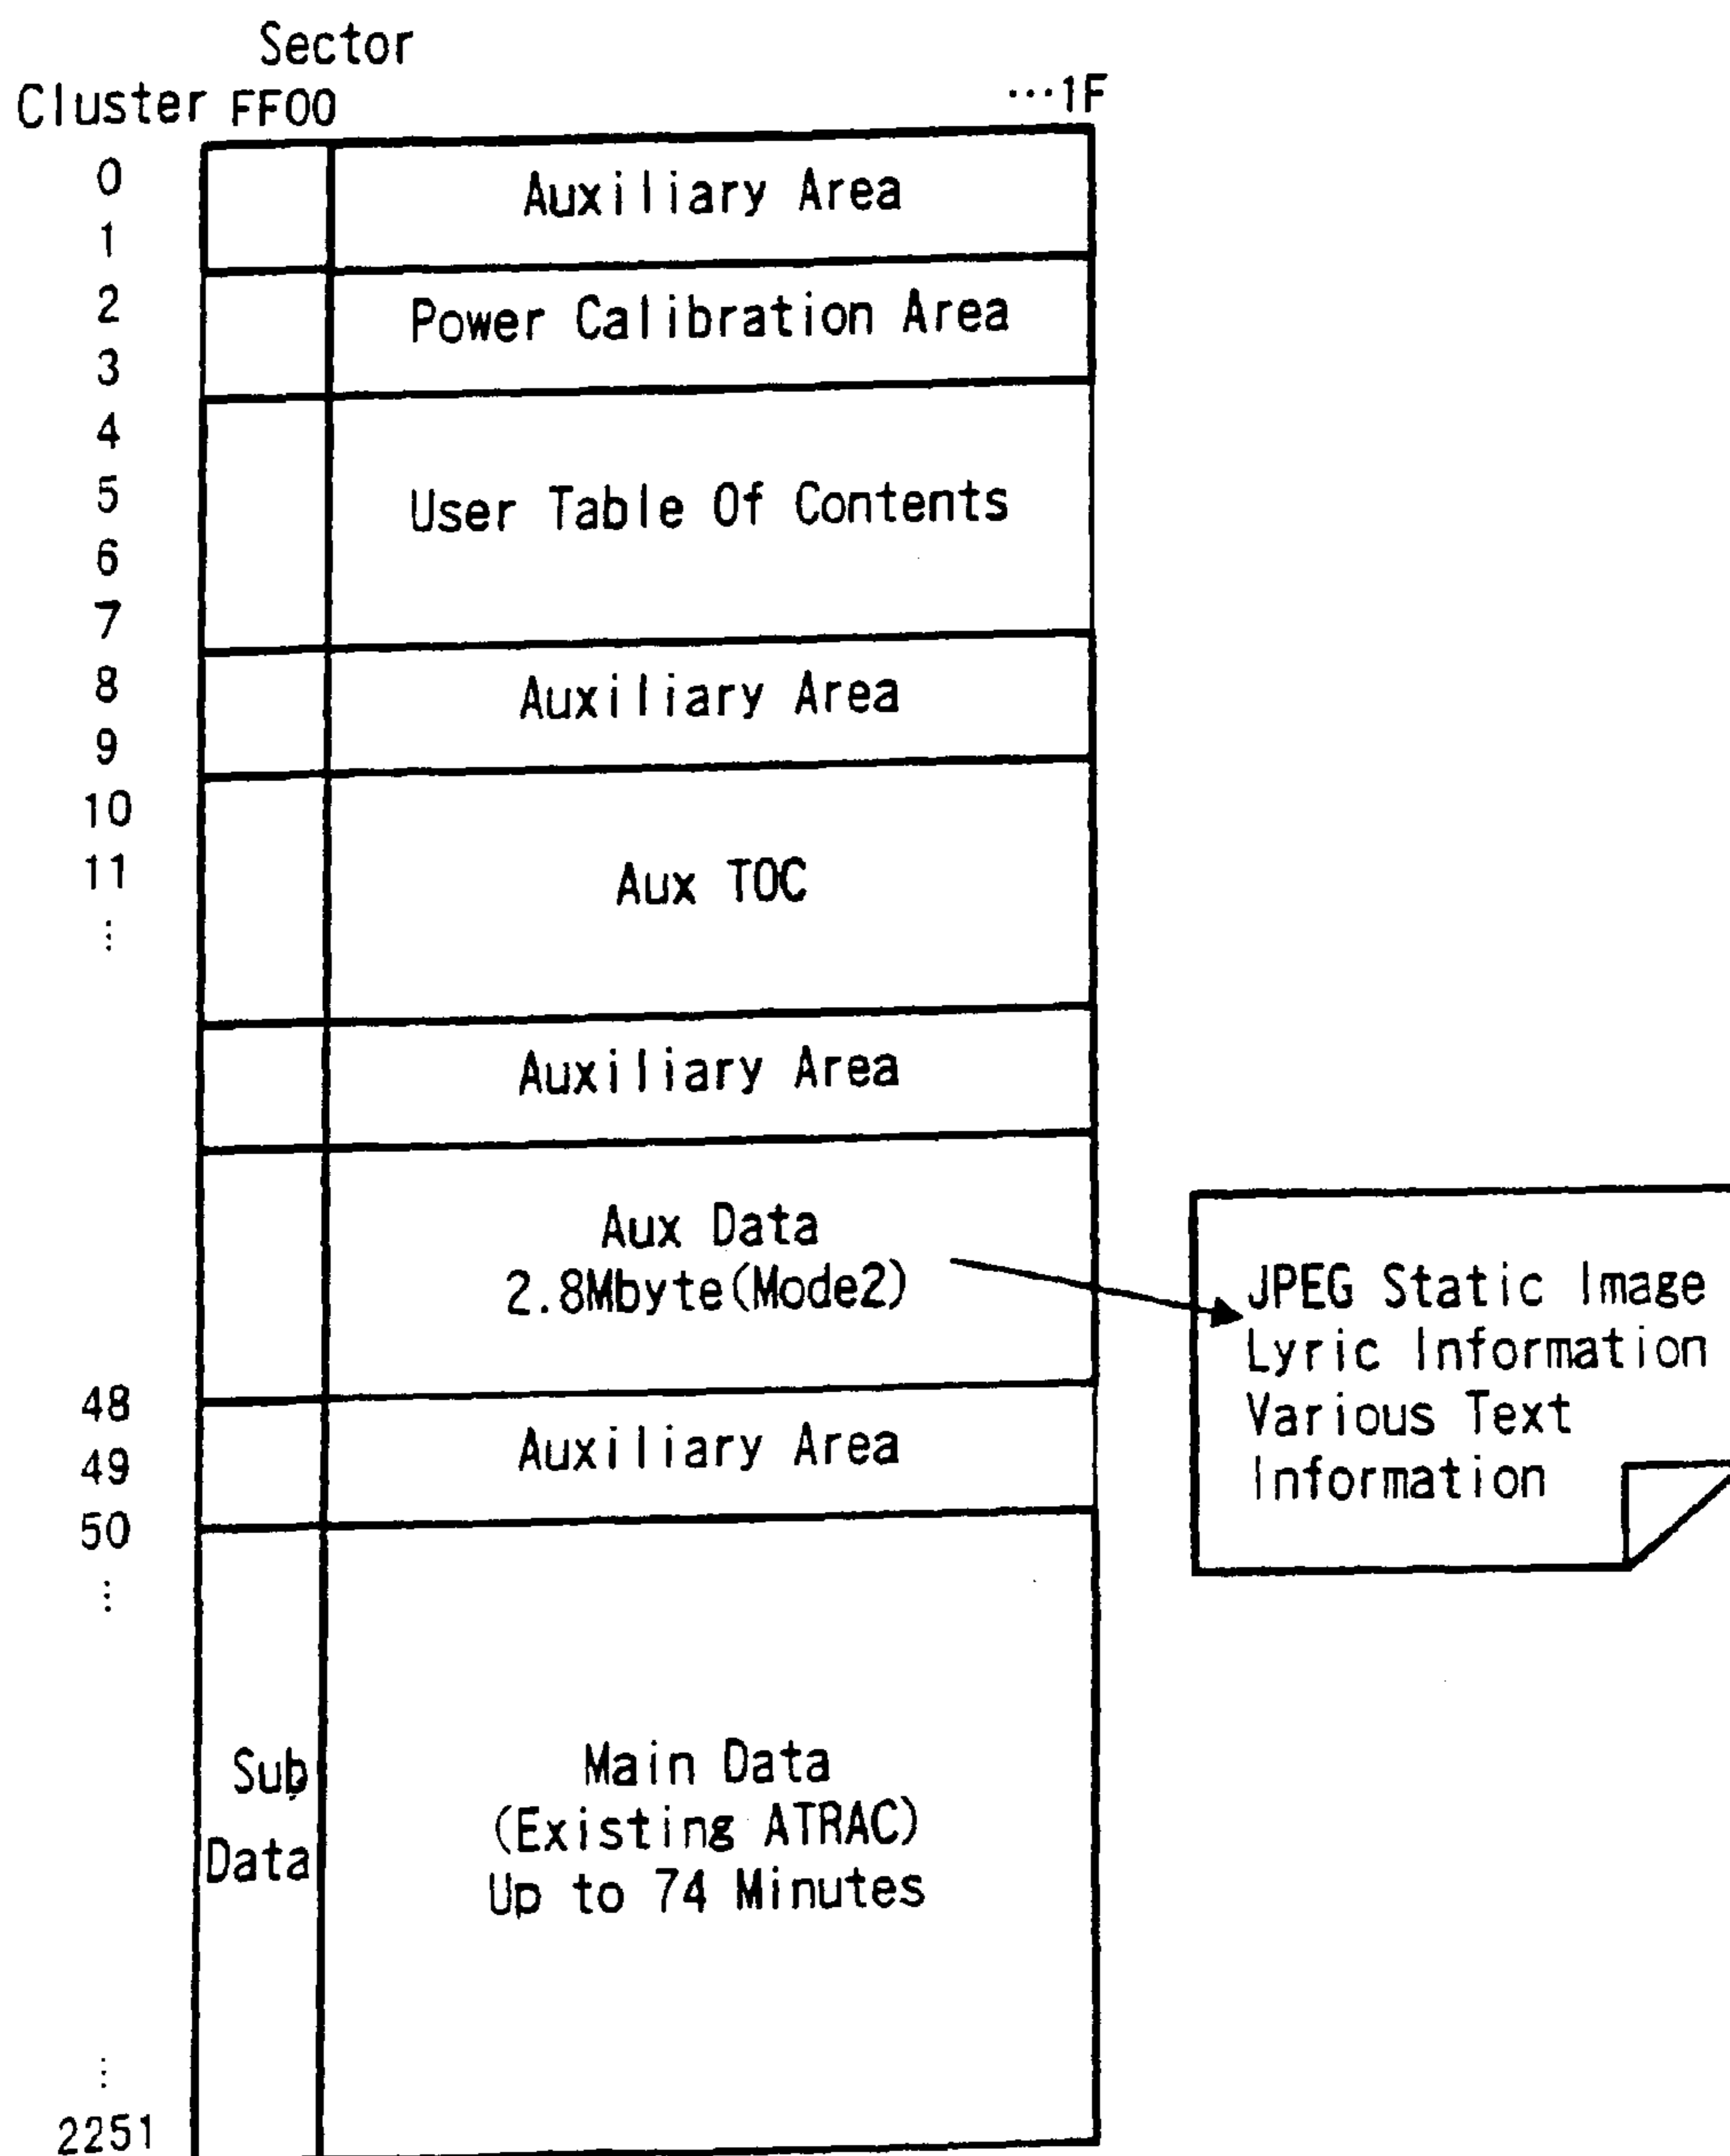 Sector
Cluster FF00 …1F
0
Auxiliary Area
1
2
Power Calibration Area
3
4
5
User Table Of Contents
6
7
8
Auxiliary Area
9
10
11
Aux TOC
⋮
Auxiliary Area
Aux Data
2.8Mbyte(Mode2)
JPEG Static Image
Lyric Information
Various Text
Information
48
49
Auxiliary Area
50
⋮
Sub
Data
Main Data
(Existing ATRAC)
Up to 74 Minutes
⋮
2251